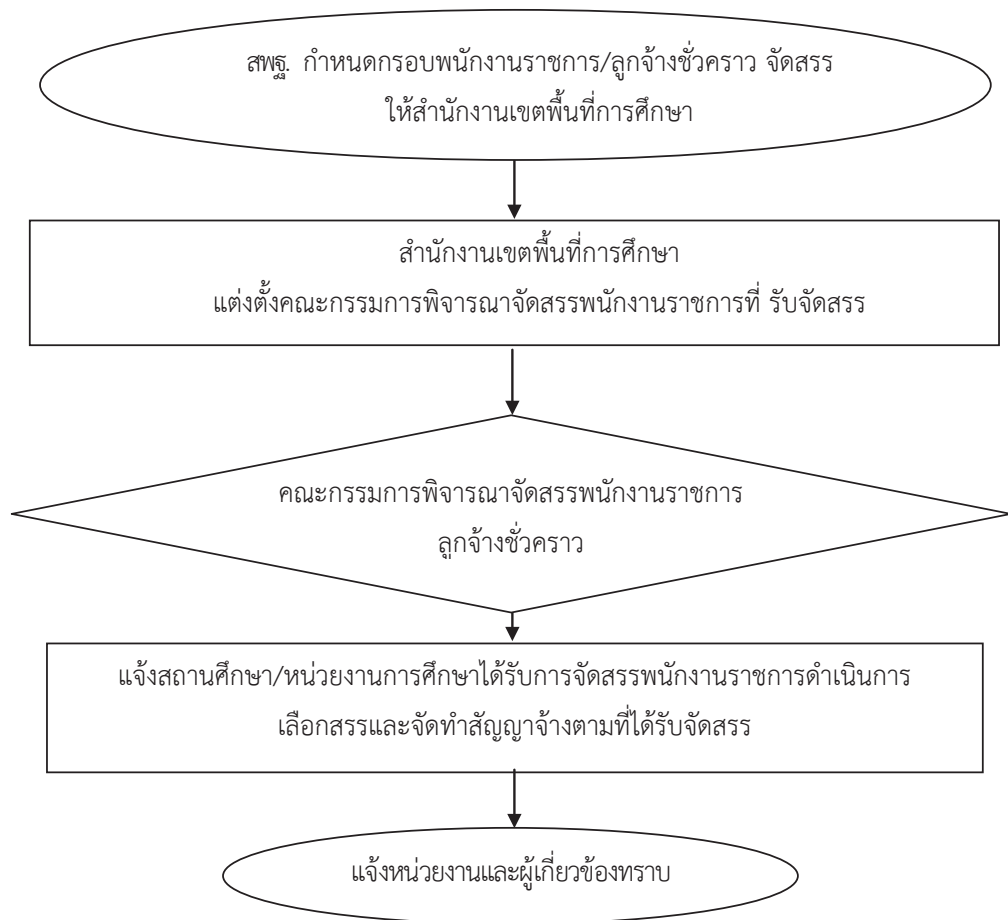 สพฐ. กำหนดกรอบพนักงานราชการ/ลูกจ้างชั่วคราว จัดสรร
ให้สำนักงานเขตพื้นที่การศึกษา
สำนักงานเขตพื้นที่การศึกษา
แต่งตั้งคณะกรรมการพิจารณาจัดสรรพนักงานราชการที่ รับจัดสรร
คณะกรรมการพิจารณาจัดสรรพนักงานราชการ
ลูกจ้างชั่วคราว
แจ้งสถานศึกษา/หน่วยงานการศึกษาได้รับการจัดสรรพนักงานราชการดำเนินการ
เลือกสรรและจัดทำสัญญาจ้างตามที่ได้รับจัดสรร
แจ้งหน่วยงานและผู้เกี่ยวข้องทราบ